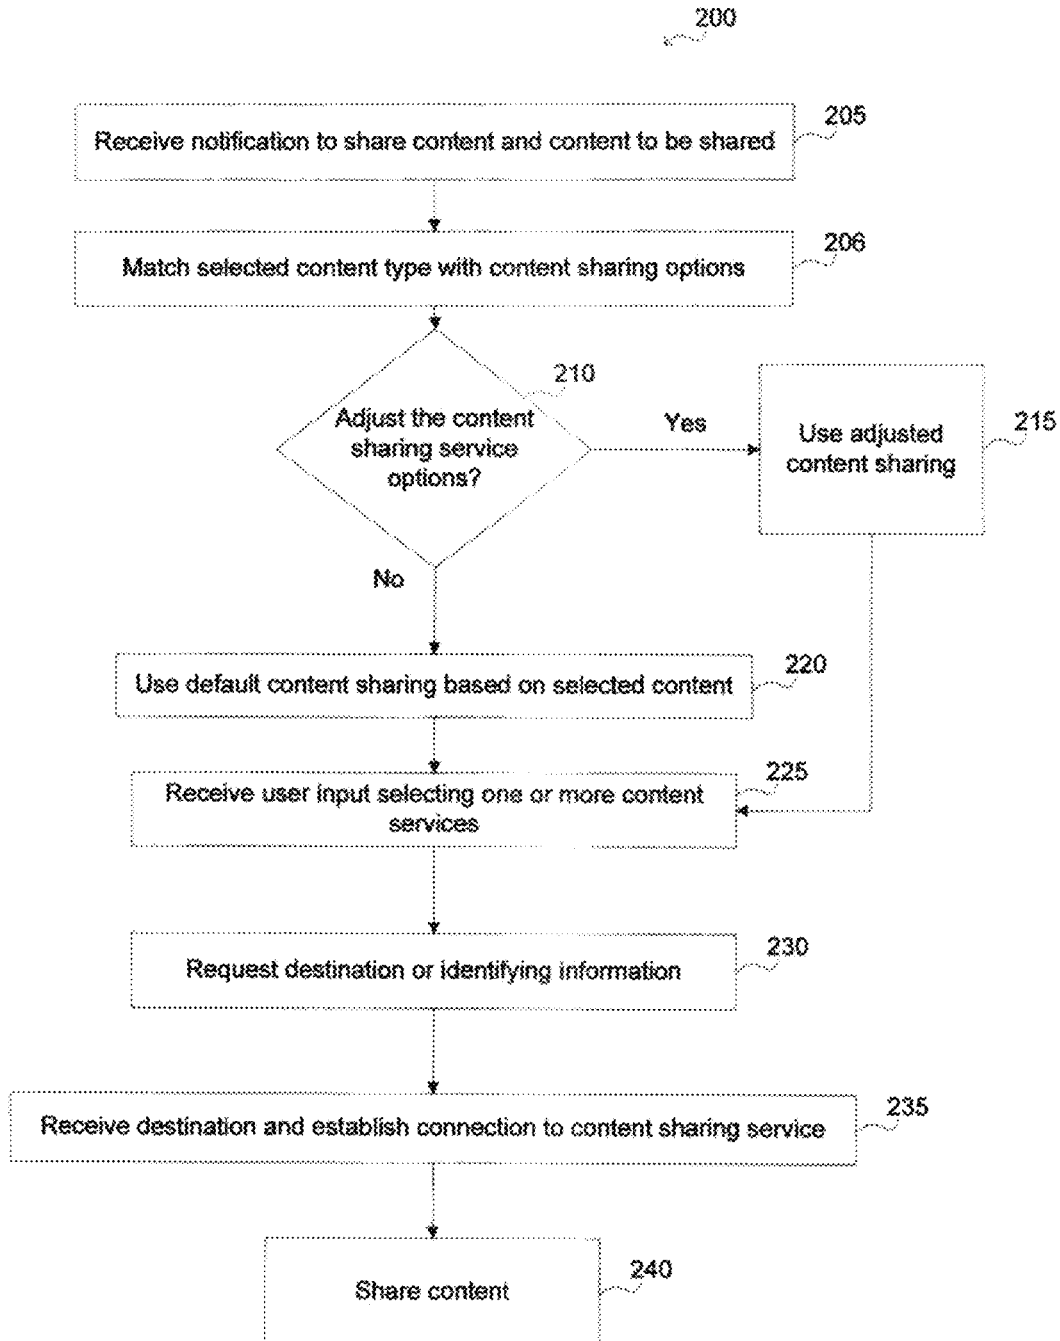 200
Receive notification to share content and content to be shared
205
Match selected content type with content sharing options
206
Adjust the content
sharing service
options?
210
Yes
Use adjusted
content sharing
215
No
Use default content sharing based on selected content
220
Receive user input selecting one or more content
services
225
Request destination or identifying information
230
Receive destination and establish connection to content sharing service
235
Share content
240